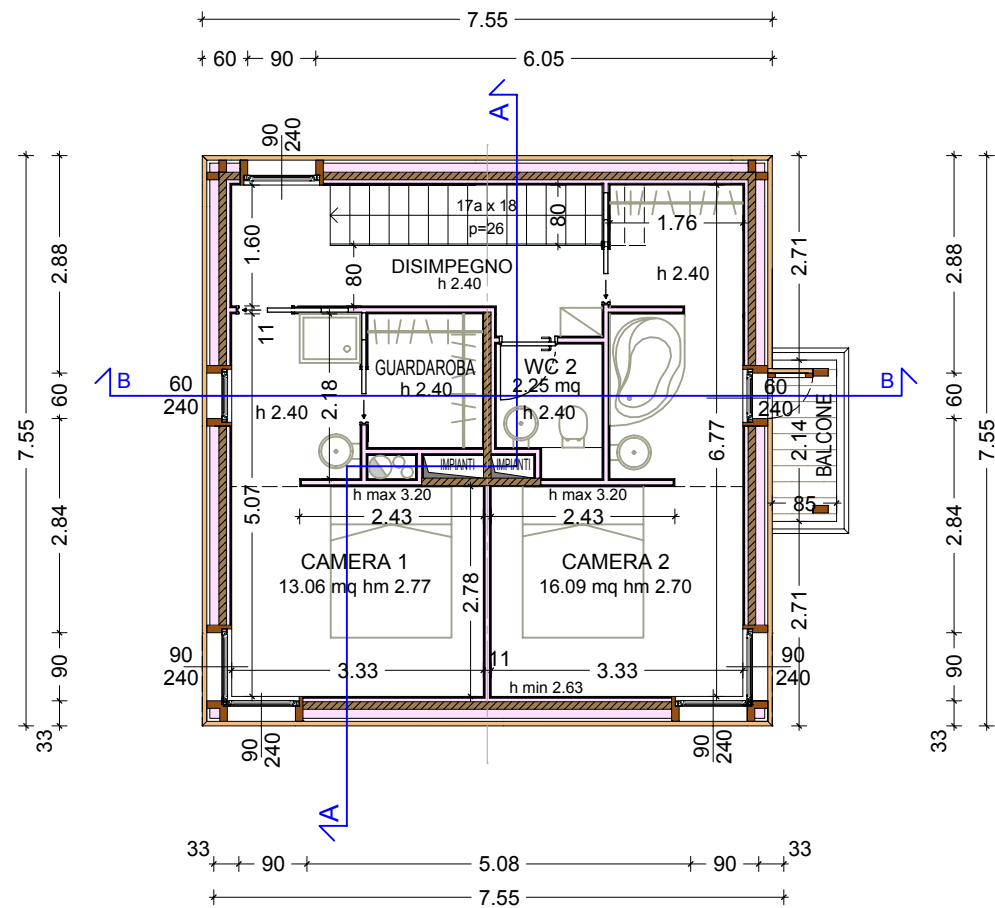 7.55
60 90 6.05
A
90
240
17a x 18
p=26
80
1.76
1.60
DISIMPEGNO
h 2.40
80
h 2.40
2.88
2.88
2.71
2.88
11
GUARDAROBA
h 2.40
WC 2
2.25 mq
h 2.40
B
60
240
h 2.40
2.18
60
240
B
60
60
7.55
7.55
6.77
2.14
BALCONE
85
IMPIANTI
IMPIANTI
h max 3.20
h max 3.20
2.43
2.43
5.07
2.84
2.84
CAMERA 1
13.06 mq hm 2.77
2.78
CAMERA 2
16.09 mq hm 2.70
2.71
90
240
3.33
11
3.33
90
240
h min 2.63
90
90
33
90
240
90
240
33
A
33 90 5.08 90 33
7.55